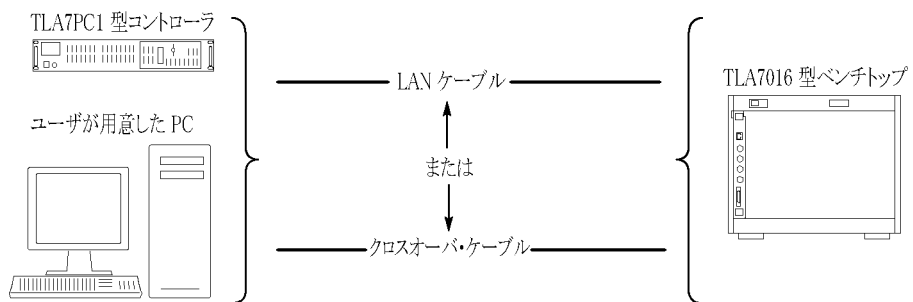 TLA7PC1 型コントローラ
ユーザが用意した PC
LAN ケーブル
または
クロスオーバ・ケーブル
TLA7016 型ベンチトップ